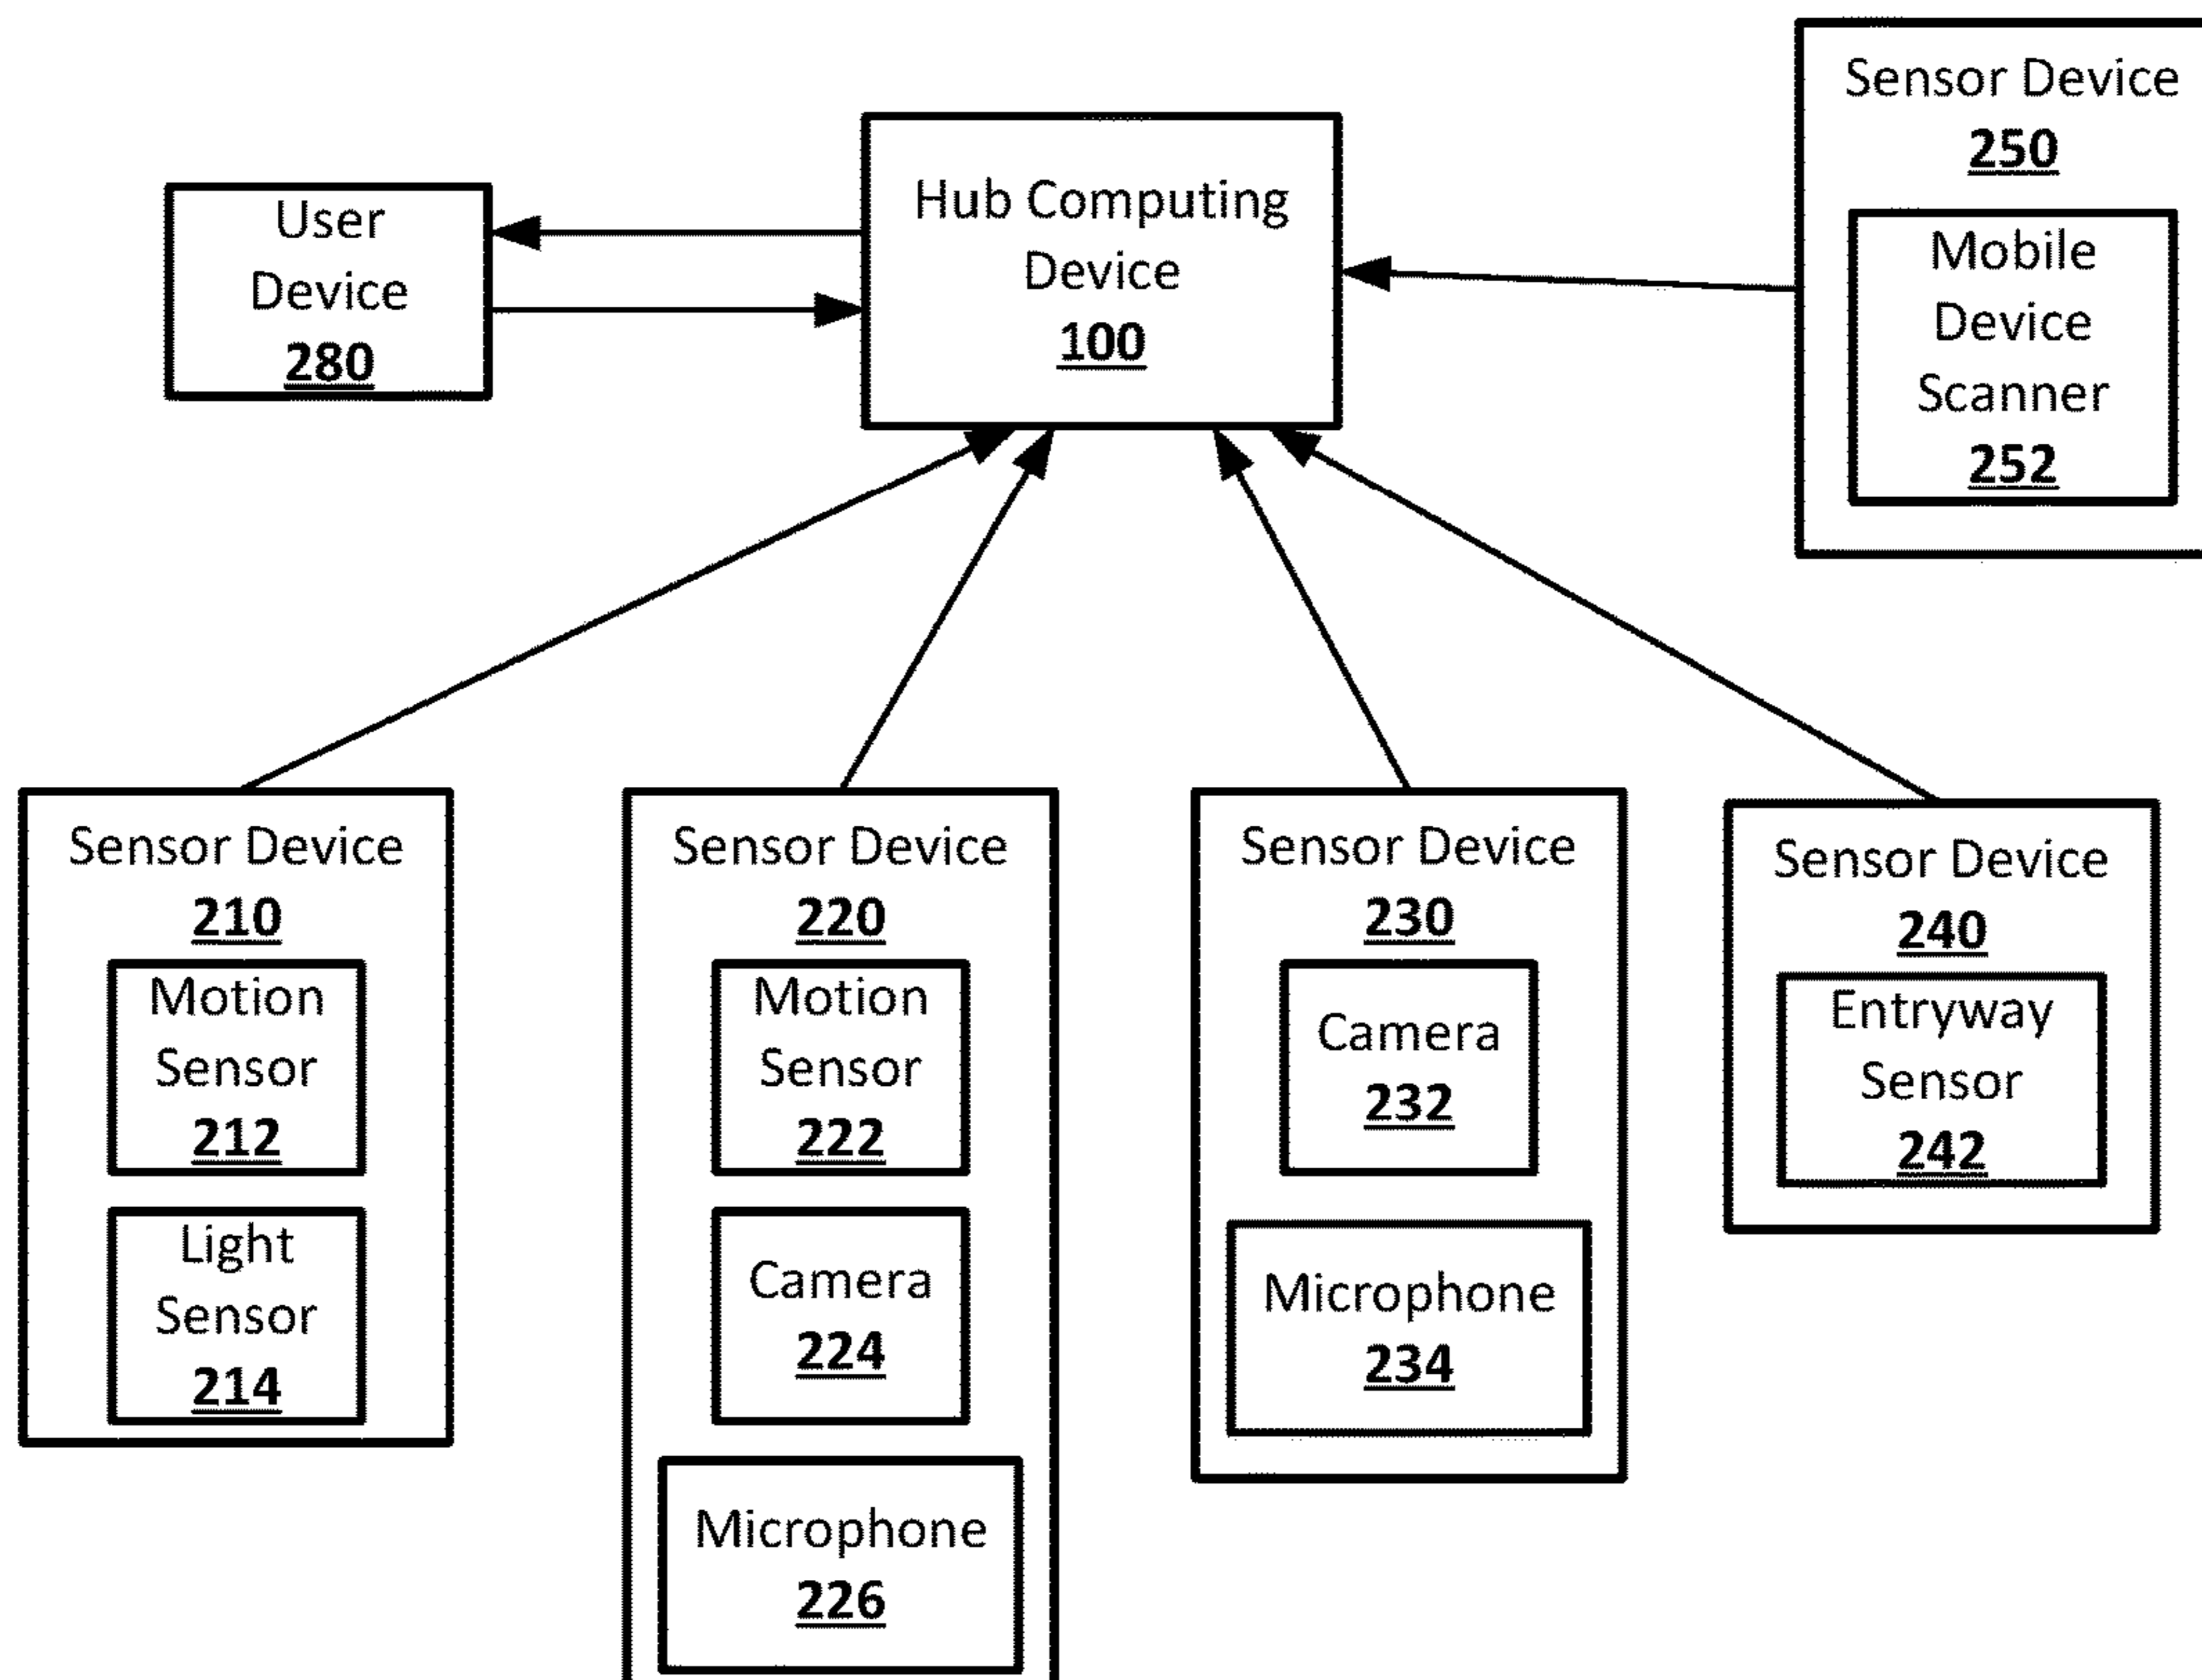 Sensor Device
250
Mobile
Device
Scanner
252
Hub Computing
Device
100
User
Device
280
Sensor Device
210
Motion
Sensor
212
Light
Sensor
214
Sensor Device
220
Motion
Sensor
222
Camera
224
Microphone
226
Sensor Device
230
Camera
232
Microphone
234
Sensor Device
240
Entryway
Sensor
242